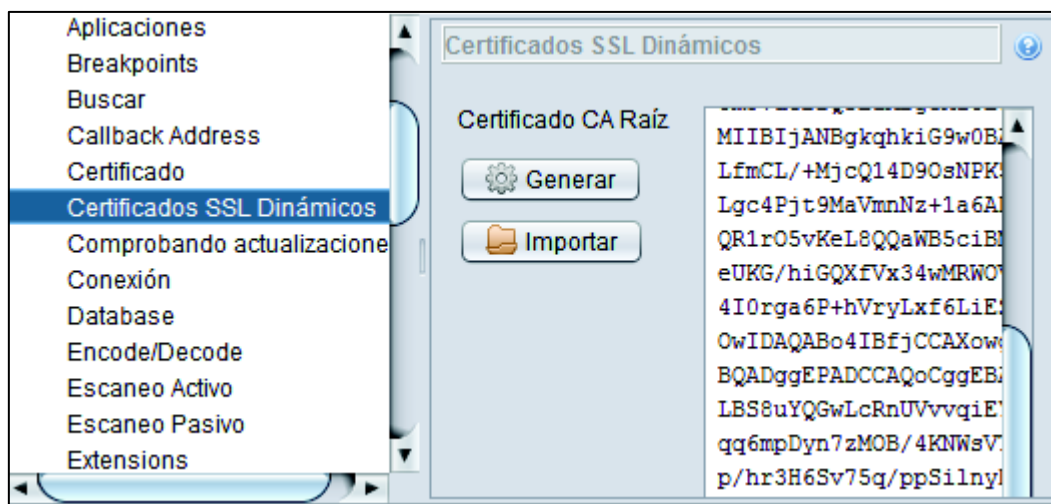 Aplicaciones
Breakpoints
Buscar
Callback Address
Certificado
Certificados SSL Dinámicos
Comprobando actualizacione
Conexión
Database
Encode/Decode
Escaneo Activo
Escaneo Pasivo
Extensions
Certificados SSL Dinámicos
Certificado CA Raíz
Generar
Importar
MIIBIjANBgkqhkiG9w0BA
LfmCL/+MjcQ14D9OsNPK
Lgc4Pjt9MaVmnNz+1a6A
QR1rO5vKeL8QQaWB5ciB
eUKG/hiGQXfVx34wMRWO
4I0rga6P+hVryLxf6LiE
OwIDAQABo4IBfjCCAXow
BQADggEPADCCAQoCggEBA
LBS8uYQGwLcRnUVvvqiE
qq6mpDyn7zMOB/4KNWsV
p/hr3H6Sv75q/ppSilny